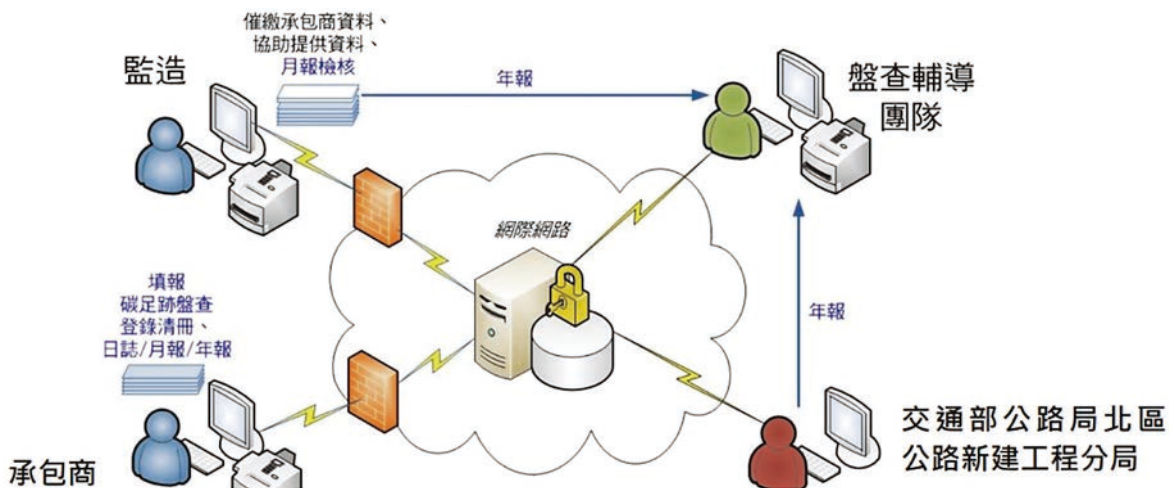 催繳承包商資料、
協助提供資料、
月報檢核
監造
年報
盤查輔導
團隊
網際網路
填報
碳足跡盤查
登錄清冊、
日誌/月報/年報
年報
承包商
交通部公路局北區
公路新建工程分局